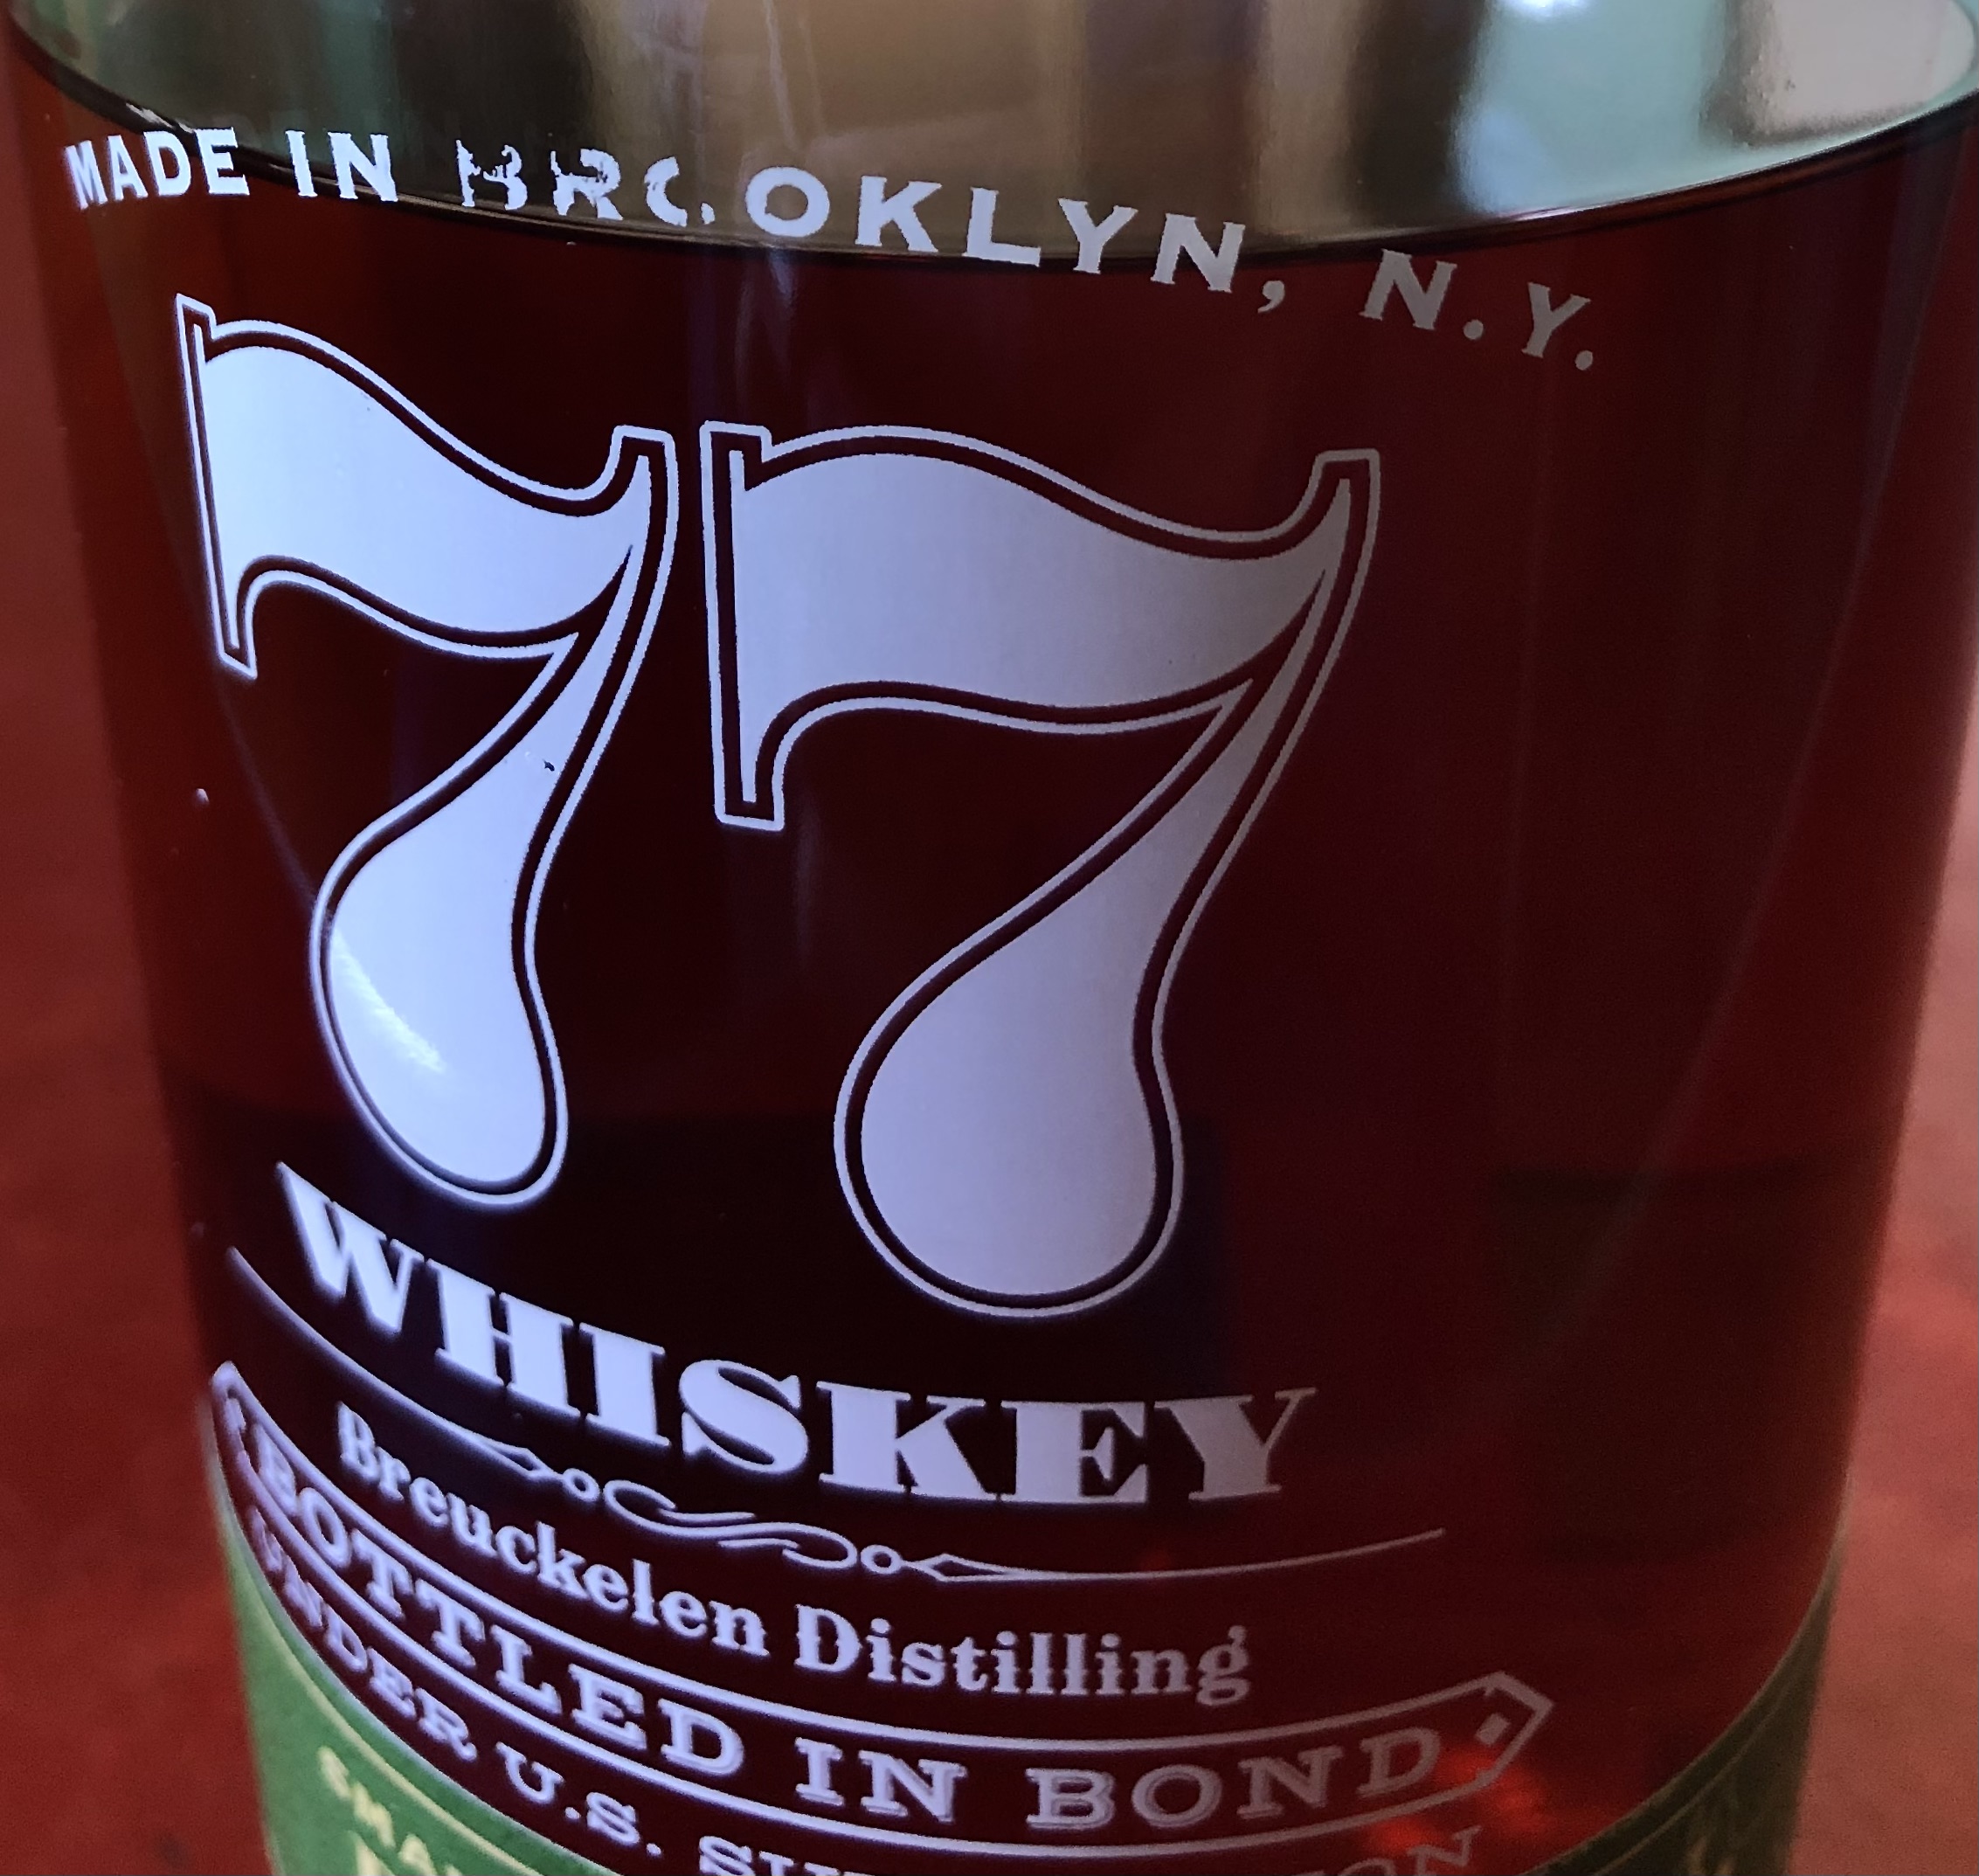 MADE IN BROOKLYN, N.Y.
77
WHISKEY
Breuckelen Distilling
BOTTLED IN BOND
UNDER U.S.